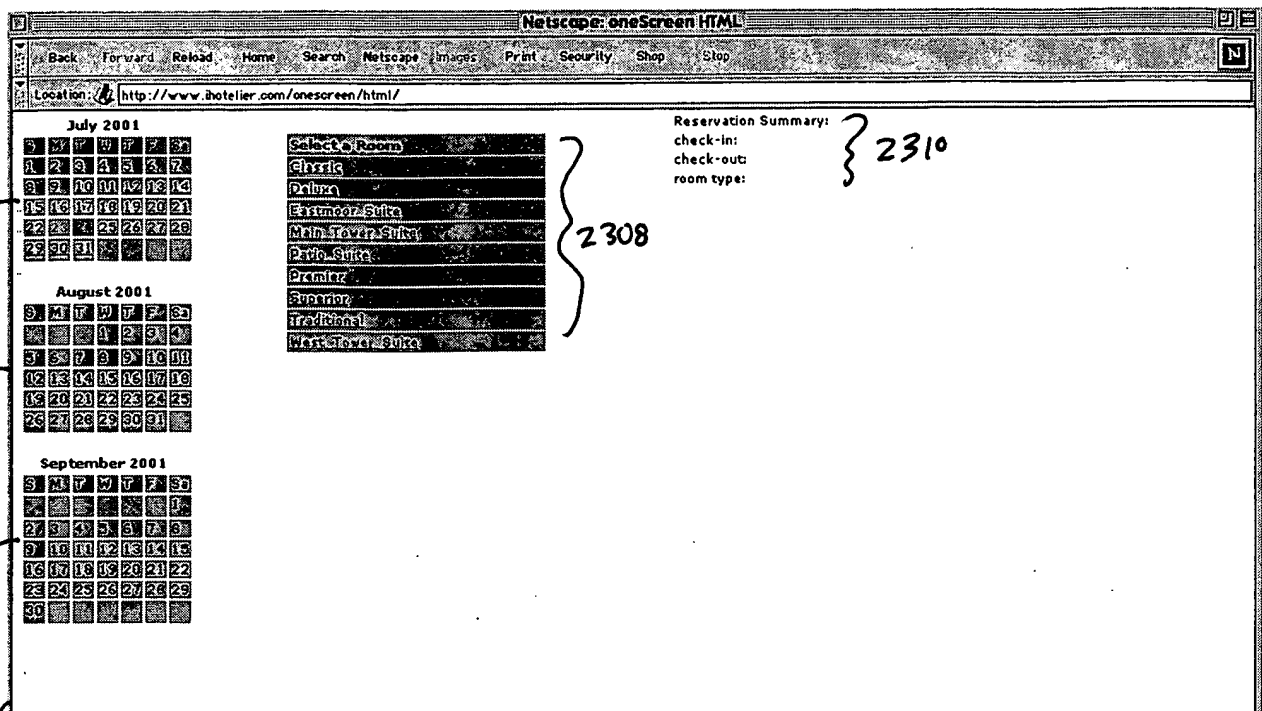 Netscape: oneScreen HTML
Back Forward Reload Home Search Netscape Images Print Security Shop Stop N
Location: http://www.ihotelier.com/onescreen/html/
July 2001
S M T W T F Sa
1 2 3 4 5 6 7
8 9 10 11 12 13 14
15 16 17 18 19 20 21
22 23 24 25 26 27 28
29 30 31
August 2001
S M T W T F Sa
1 2 3 4
5 6 7 8 9 10 11
12 13 14 15 16 17 18
19 20 21 22 23 24 25
26 27 28 29 30 31
September 2001
S M T W T F Sa
1
2 3 4 5 6 7 8
9 10 11 12 13 14 15
16 17 18 19 20 21 22
23 24 25 26 27 28 29
30
Select a Room
Classic
Deluxe
Eastmoor Suite
Main Tower Suite
Patio Suite
Premier
Superior
Traditional
West Tower Suite
2308
Reservation Summary:
check-in:
check-out:
room type:
2310